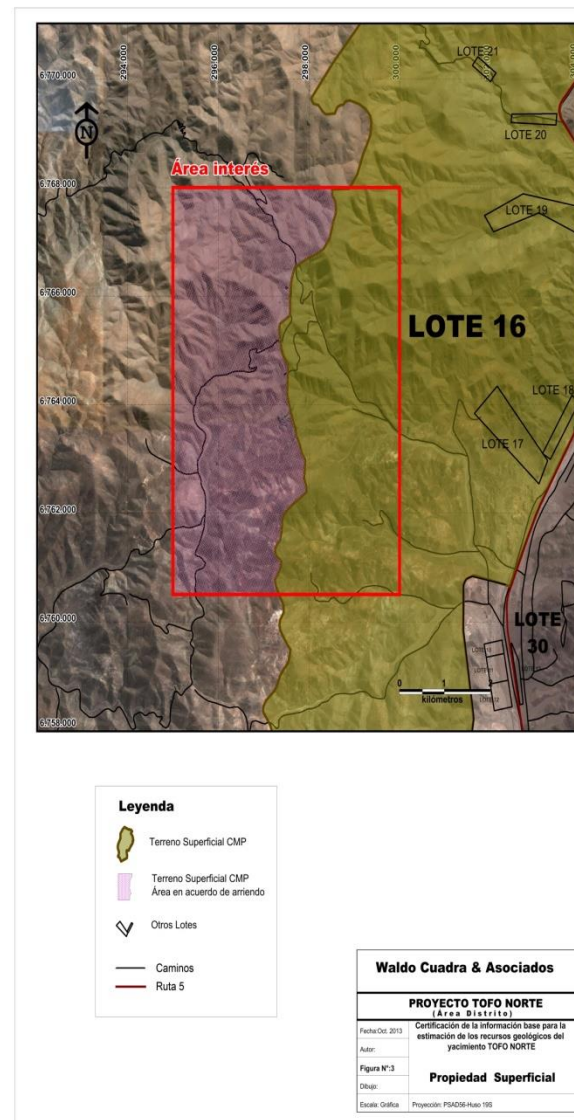 294.000
296.000
298.000
300.000
6.770.000
LOTE 21
LOTE 20
6.768.000
Área interés
LOTE 19
6.766.000
LOTE 16
6.764.000
LOTE 18
LOTE 17
6.762.000
6.760.000
LOTE
30
0 1
kilómetros
6.758.000
Leyenda
Terreno Superficial CMP
Terreno Superficial CMP
Área en acuerdo de arriendo
Otros Lotes
Caminos
Ruta 5
Waldo Cuadra & Asociados
PROYECTO TOFO NORTE
(Área Distrito)
Fecha:Oct. 2013
Certificación de la información base para la
estimación de los recursos geológicos del
yacimiento TOFO NORTE
Autor:
Figura N°:3
Dibujo:
Propiedad Superficial
Escala: Gráfica
Proyección: PSAD56-Huso 19S
N